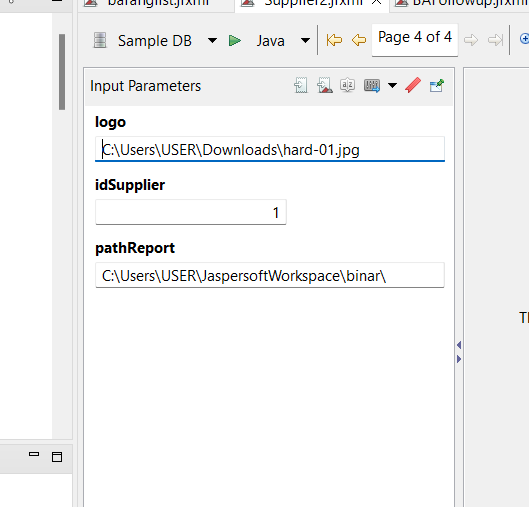 baranglist.jrxml
Supplier2.jrxml
BAFollowup.jrxml
Sample DB
Java
Page 4 of 4
Input Parameters
logo
C:\Users\USER\Downloads\hard-01.jpg
idSupplier
1
pathReport
C:\Users\USER\JaspersoftWorkspace\binar\